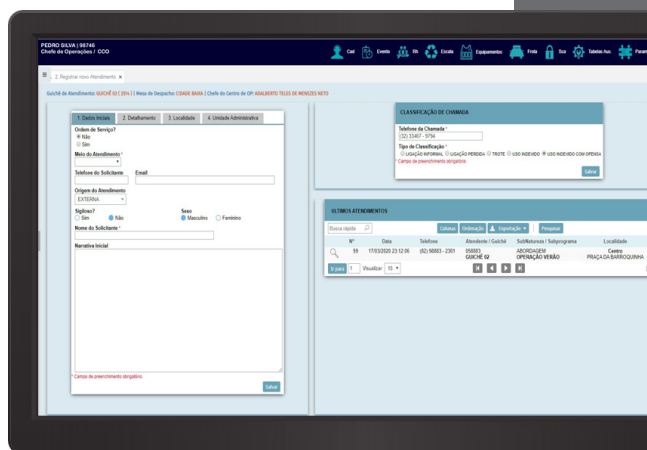 PEDRO SILVA | 98746
Chefe de Operações / CCO
Cad
Evento
Rh
Escala
Equipamentos
Frota
Sca
Tabelas Aux.
2. Registrar novo Atendimento ×
Guichê de Atendimento: GUICHÊ 02 ( 2014 ) | Mesa de Despacho: CIDADE BAIXA | Chefe do Centro de OP: ADALBERTO TELES DE MENEZES NETO
1. Dados Iniciais
2. Detalhamento
3. Localidade
4. Unidade Administrativa
Ordem de Serviço?
Não
Sim
Meio do Atendimento *
Telefone do Solicitante
Email
Origem do Atendimento
EXTERNA
Sigiloso?
Sexo
Sim
Não
Masculino
Feminino
Nome do Solicitante *
Narrativa Inicial
* Campo de preenchimento obrigatório.
Salvar
CLASSIFICAÇÃO DE CHAMADA
Telefone da Chamada *
(32) 33467 - 9794
Tipo de Classificação *
LIGAÇÃO INFORMAL
LIGAÇÃO PERDIDA
TROTE
USO INDEVIDO
USO INDEVIDO COM OFENSA
* Campo de preenchimento obrigatório.
Salvar
ÚLTIMOS ATENDIMENTOS
Busca rápida
Colunas
Ordenação
Exportação
Pesquisar
Nº
Data
Telefone
Atendente / Guichê
SubNatureza / Subprograma
Localidade
59
17/03/2020 23:12:06
(82) 98883 - 2301
058883
GUICHÊ 02
ABORDAGEM
OPERAÇÃO VERÃO
Centro
PRAÇA DA BARROQUINHA
Ir para
1
Visualizar
15